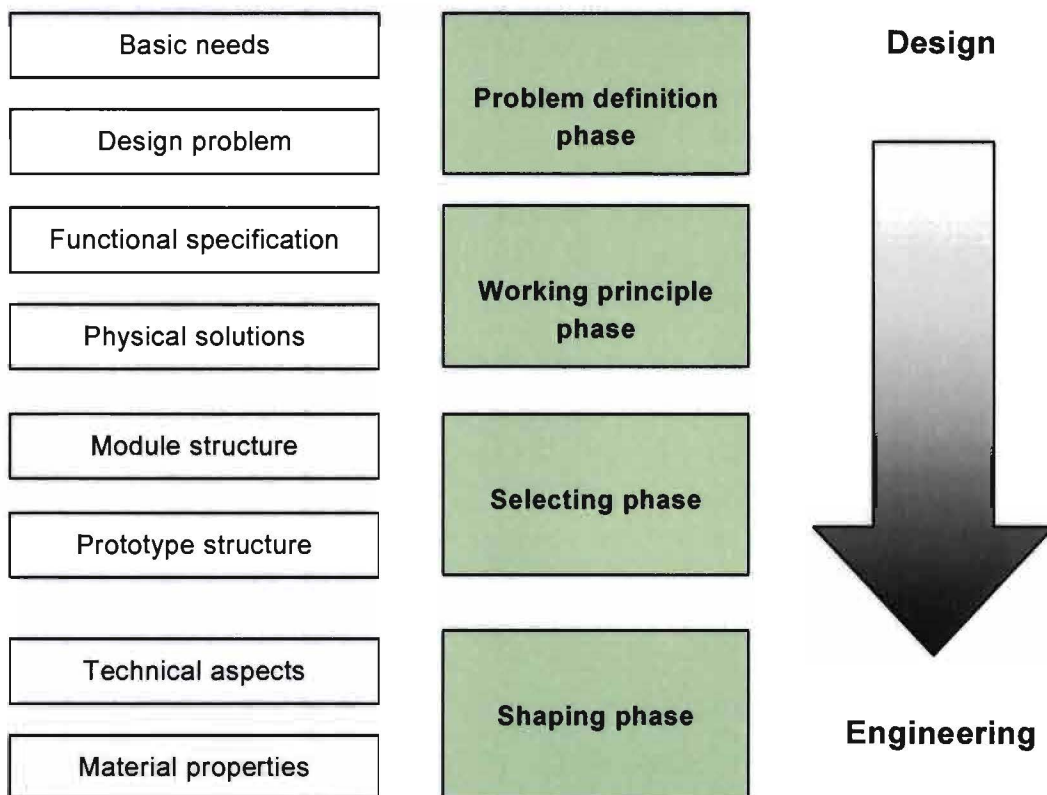 Basic needs
Design problem
Functional specification
Physical solutions
Module structure
Prototype structure
Technical aspects
Material properties
Problem definition
phase
Working principle
phase
Selecting phase
Shaping phase
Design
Engineering